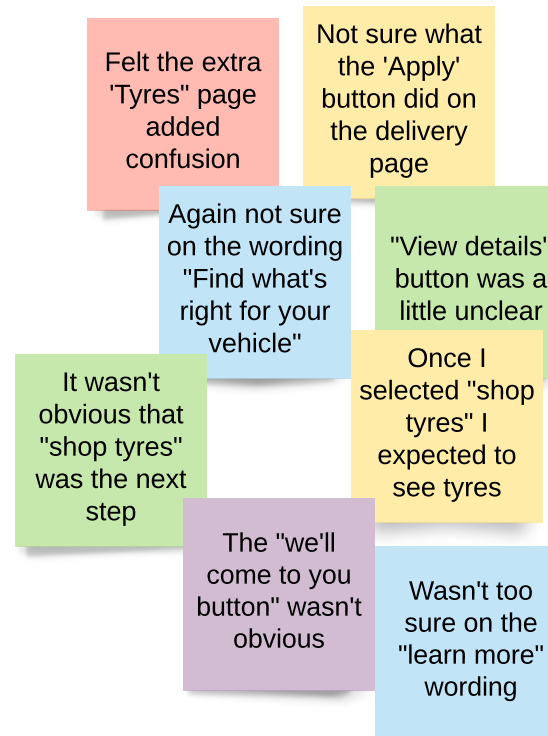 Felt the extra
'Tyres" page
added
confusion
Not sure what
the 'Apply'
button did on
the delivery
page
Again not sure
on the wording
"Find what's
right for your
vehicle"
"View details'
button was a
little unclear
It wasn't
obvious that
"shop tyres"
was the next
step
Once I
selected "shop
tyres" I
expected to
see tyres
The "we'll
come to you
button" wasn't
obvious
Wasn't too
sure on the
"learn more"
wording